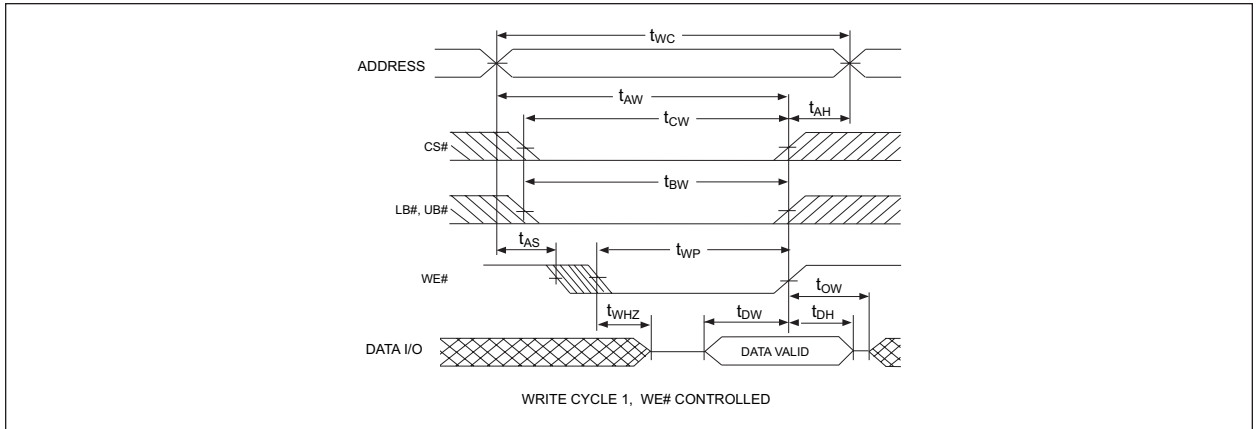 tWC
ADDRESS
tAW
tAH
tCW
CS#
tBW
LB#, UB#
tAS
tWP
WE#
tOW
tWHZ
tDW
tDH
DATA I/O
DATA VALID
WRITE CYCLE 1, WE# CONTROLLED